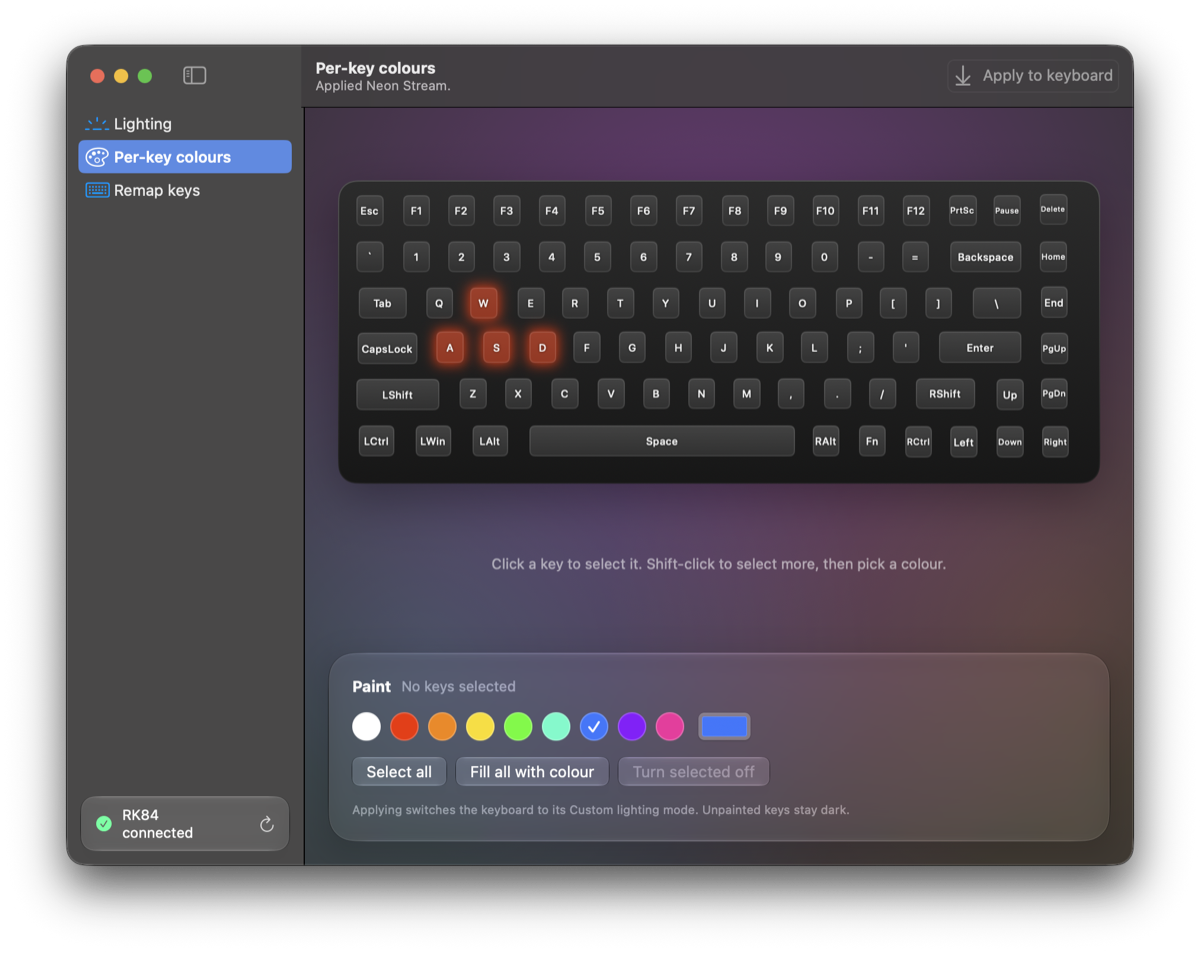 Per-key colours
Applied Neon Stream.
Apply to keyboard
Lighting
Per-key colours
Remap keys
Esc F1 F2 F3 F4 F5 F6 F7 F8 F9 F10 F11 F12 PrtSc Pause Delete
` 1 2 3 4 5 6 7 8 9 0 - = Backspace Home
Tab Q W E R T Y U I O P [ ] \ End
CapsLock A S D F G H J K L ; ' Enter PgUp
LShift Z X C V B N M , . / RShift Up PgDn
LCtrl LWin LAlt Space RAlt Fn RCtrl Left Down Right
Click a key to select it. Shift-click to select more, then pick a colour.
Paint No keys selected
Select all Fill all with colour Turn selected off
Applying switches the keyboard to its Custom lighting mode. Unpainted keys stay dark.
RK84
connected